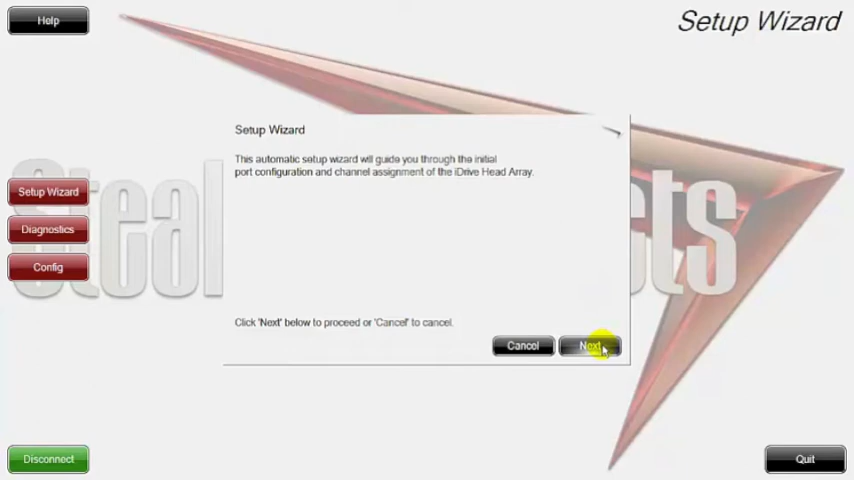 Help
Setup Wizard
Setup Wizard
This automatic setup wizard will guide you through the initial
port configuration and channel assignment of the iDrive Head Array.
Steal
cts
Setup Wizard
Diagnostics
Config
Click 'Next' below to proceed or 'Cancel' to cancel.
Cancel
Next
Disconnect
Quit